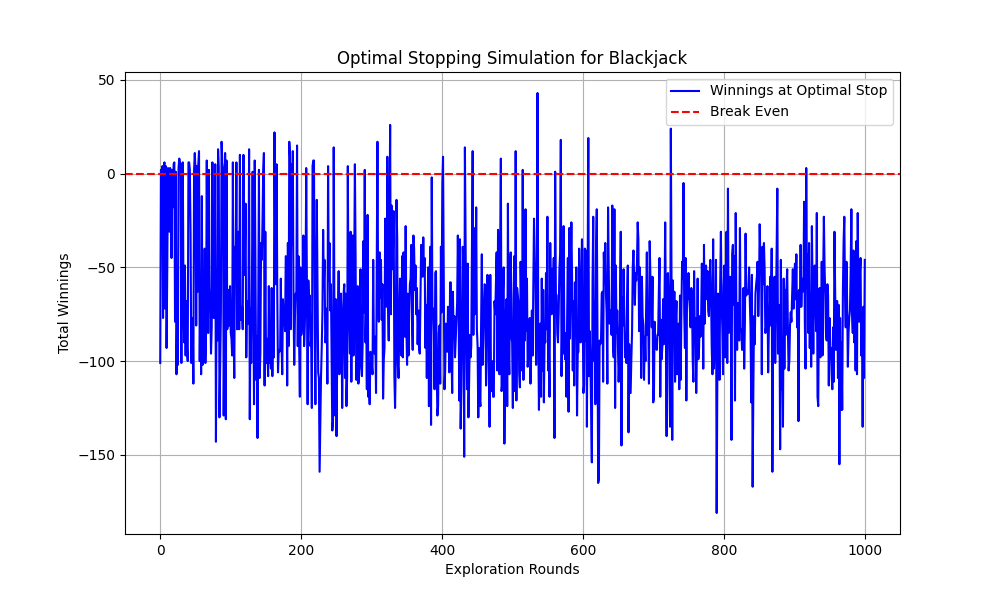 Optimal Stopping Simulation for Blackjack
Winnings at Optimal Stop
Break Even
50
0
−50
−100
−150
Total Winnings
0
200
400
600
800
1000
Exploration Rounds